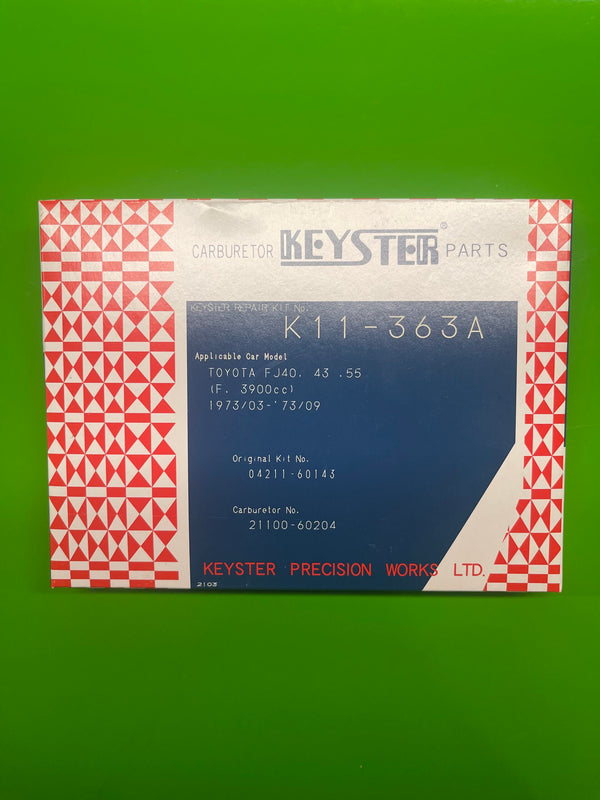 CARBURETOR KEYSTER® PARTS
KEYSTER REPAIR KIT No.
K11-363A
Applicable Car Model
TOYOTA FJ40. 43 .55
(F. 3900cc)
1973/03-'73/09
Original Kit No.
04211-60143
Carburetor No.
21100-60204
KEYSTER PRECISION WORKS LTD.
2103